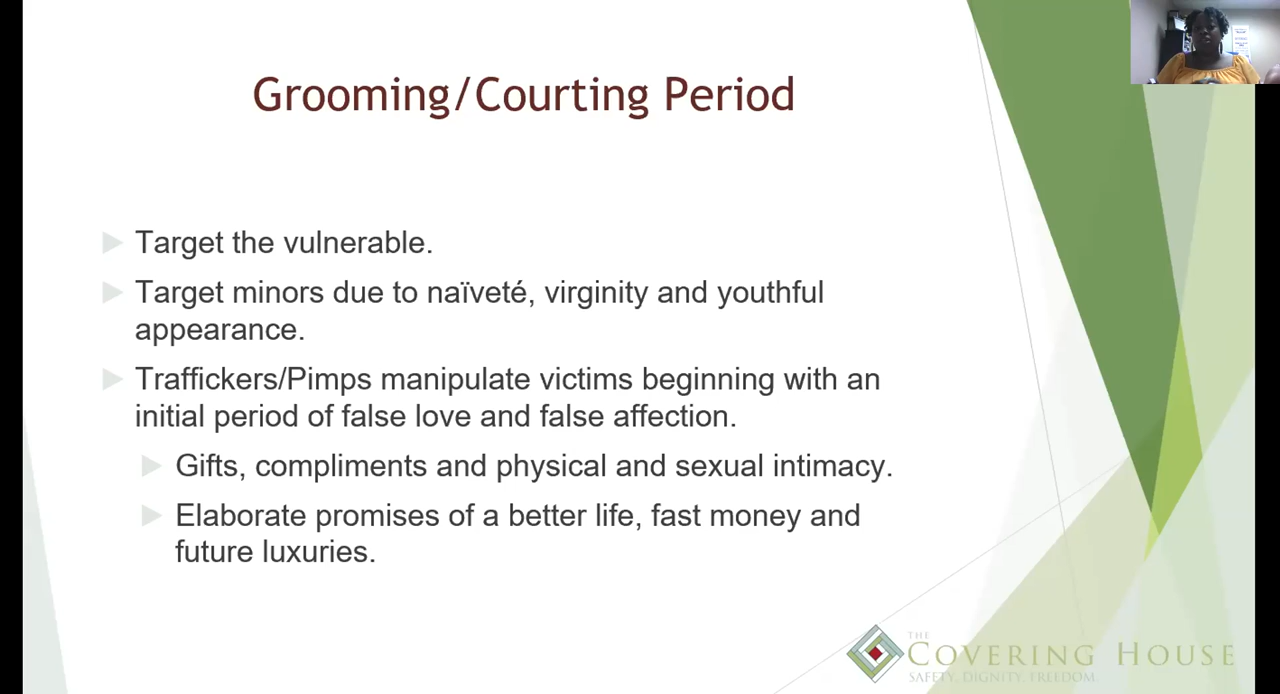 Grooming/Courting Period
Target the vulnerable.
Target minors due to naïveté, virginity and youthful
appearance.
Traffickers/Pimps manipulate victims beginning with an
initial period of false love and false affection.
Gifts, compliments and physical and sexual intimacy.
Elaborate promises of a better life, fast money and
future luxuries.
THE
COVERING HOUSE
SAFETY. DIGNITY. FREEDOM.